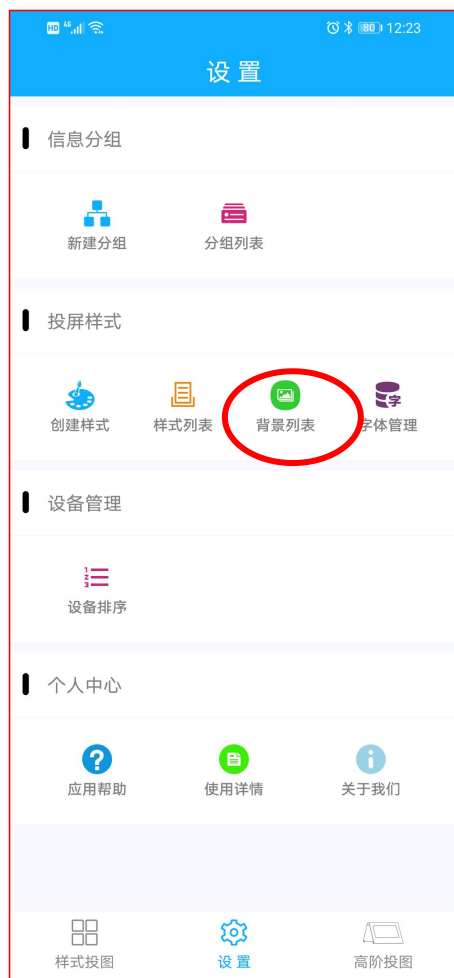 HD 4G 80 12:23
设置
信息分组
新建分组 分组列表
投屏样式
创建样式 样式列表 背景列表 字体管理
设备管理
设备排序
个人中心
应用帮助 使用详情 关于我们
样式投图 设置 高阶投图